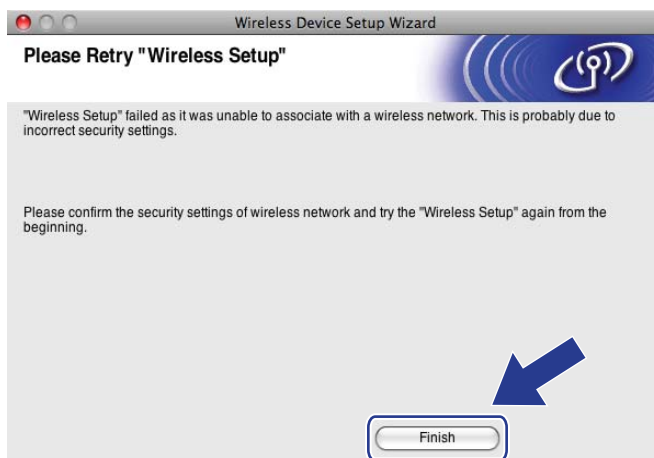 Wireless Device Setup Wizard
Please Retry "Wireless Setup"
"Wireless Setup" failed as it was unable to associate with a wireless network. This is probably due to
incorrect security settings.
Please confirm the security settings of wireless network and try the "Wireless Setup" again from the
beginning.
Finish